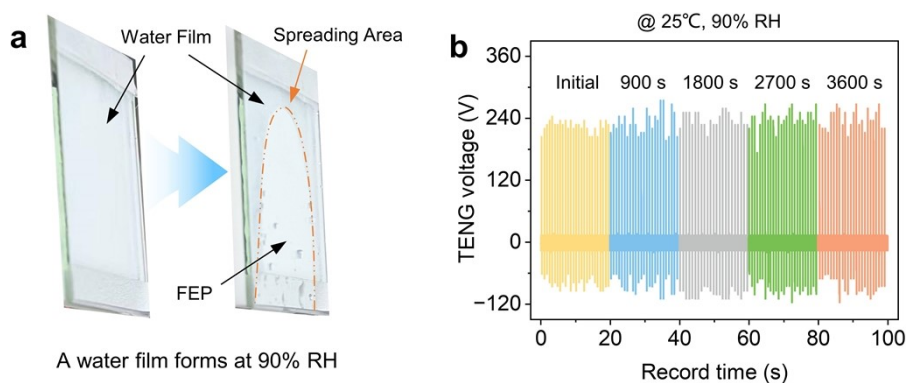 a
Water Film
Spreading Area
FEP
A water film forms at 90% RH
b
@ 25℃, 90% RH
Initial 900 s 1800 s 2700 s 3600 s
TENG voltage (V)
360
240
120
0
−120
0 20 40 60 80 100
Record time (s)